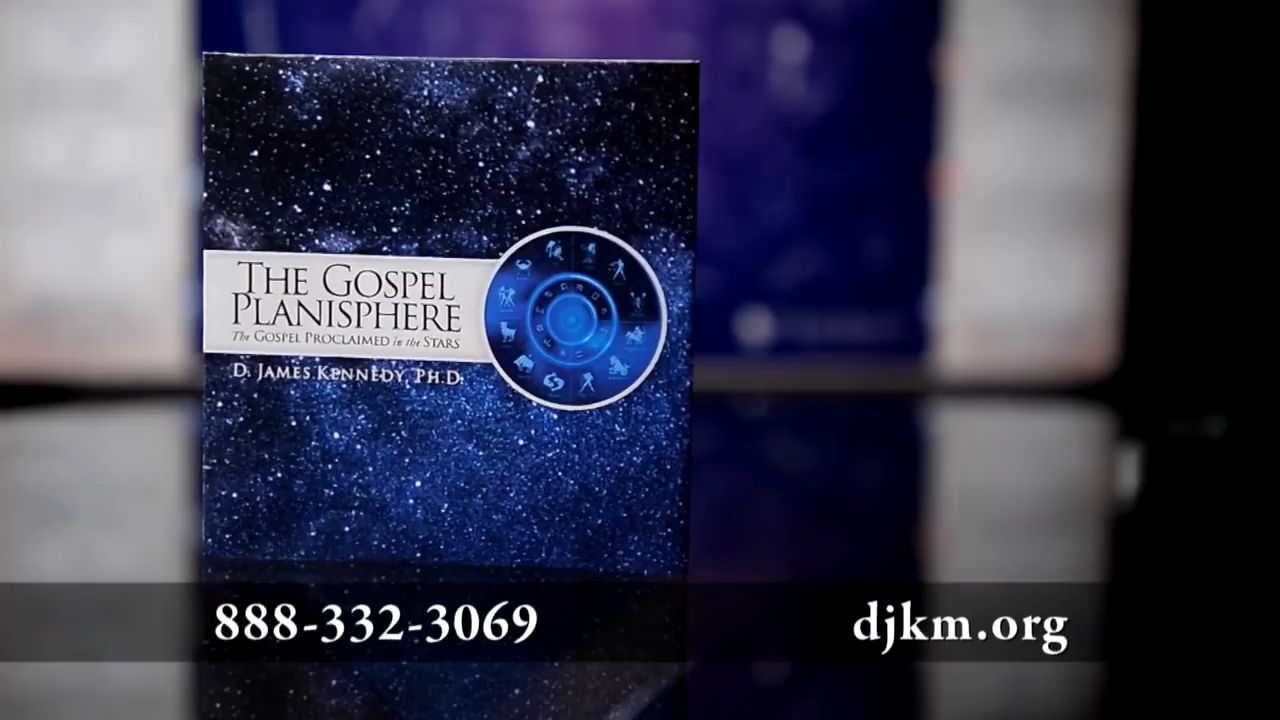 THE GOSPEL
PLANISPHERE
The GOSPEL PROCLAIMED in the STARS
D. JAMES KENNEDY, PH.D.
888-332-3069
djkm.org